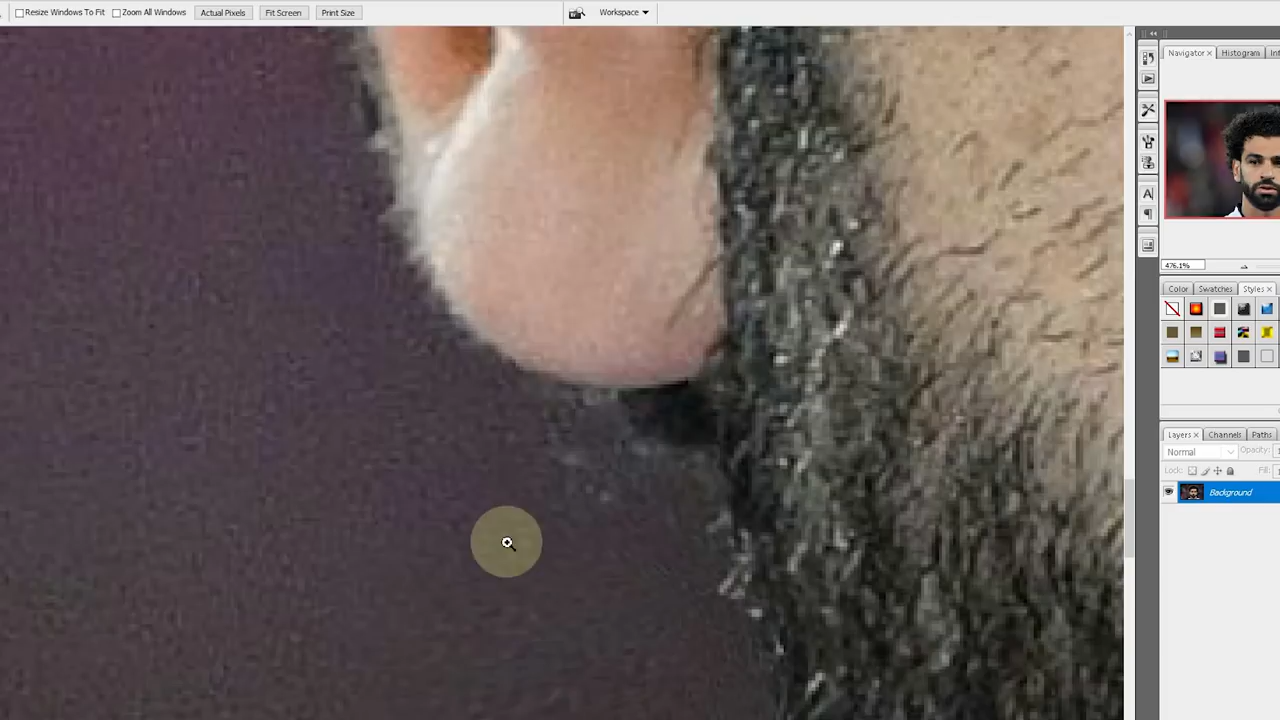 Resize Windows To Fit Zoom All Windows Actual Pixels Fit Screen Print Size Workspace
Navigator Histogram
476.1%
Color Swatches Styles
Layers Channels Paths
Normal Opacity:
Lock: Fill:
Background